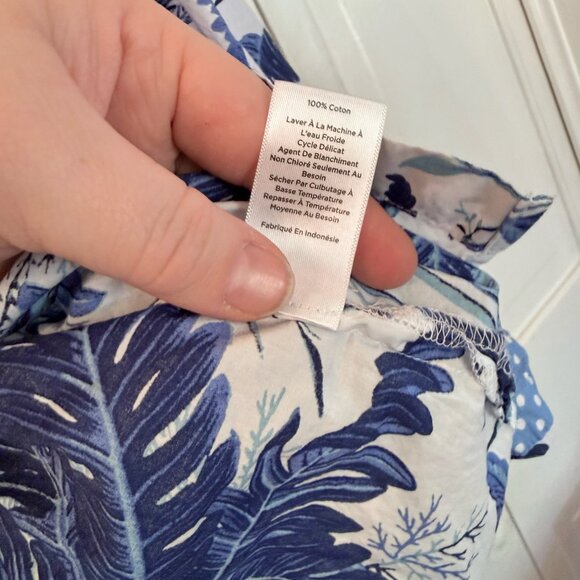 100% Coton
Laver À La Machine À
L'eau Froide
Cycle Délicat
Agent De Blanchiment
Non Chloré Seulement Au
Besoin
Sécher Par Culbutage À
Basse Température
Repasser À Température
Moyenne Au Besoin
Fabriqué En Indonésie